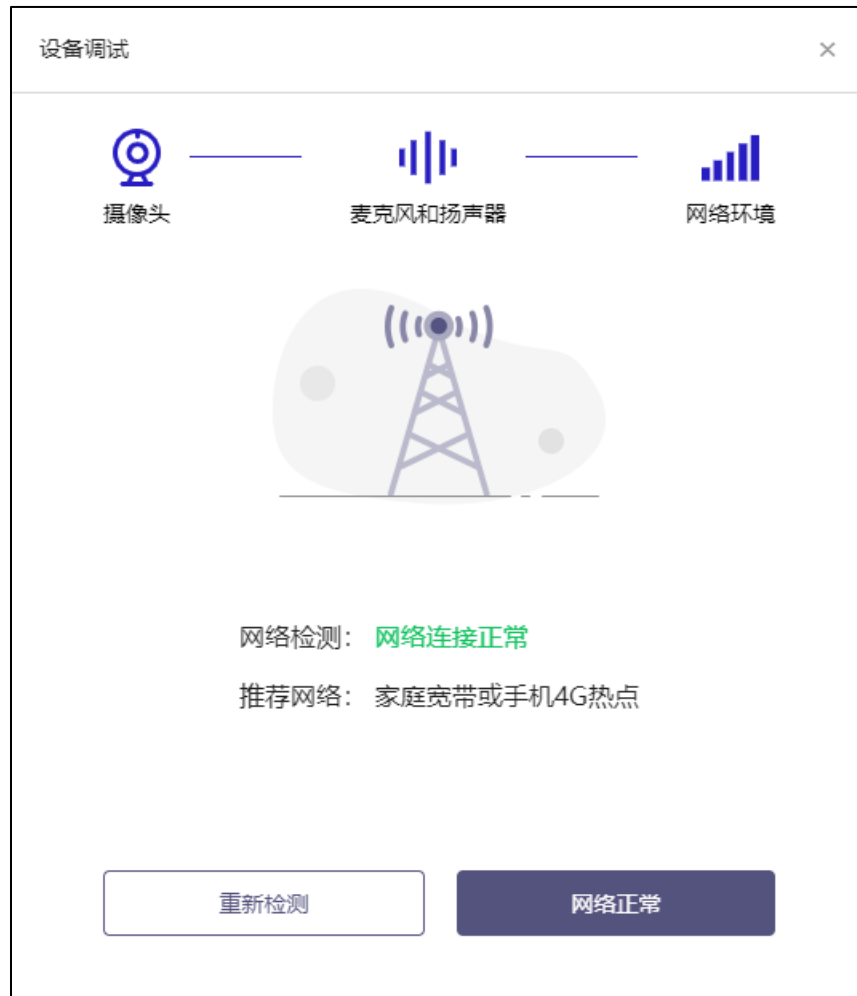 设备调试
摄像头
麦克风和扬声器
网络环境
网络检测： 网络连接正常
推荐网络： 家庭宽带或手机4G热点
重新检测
网络正常